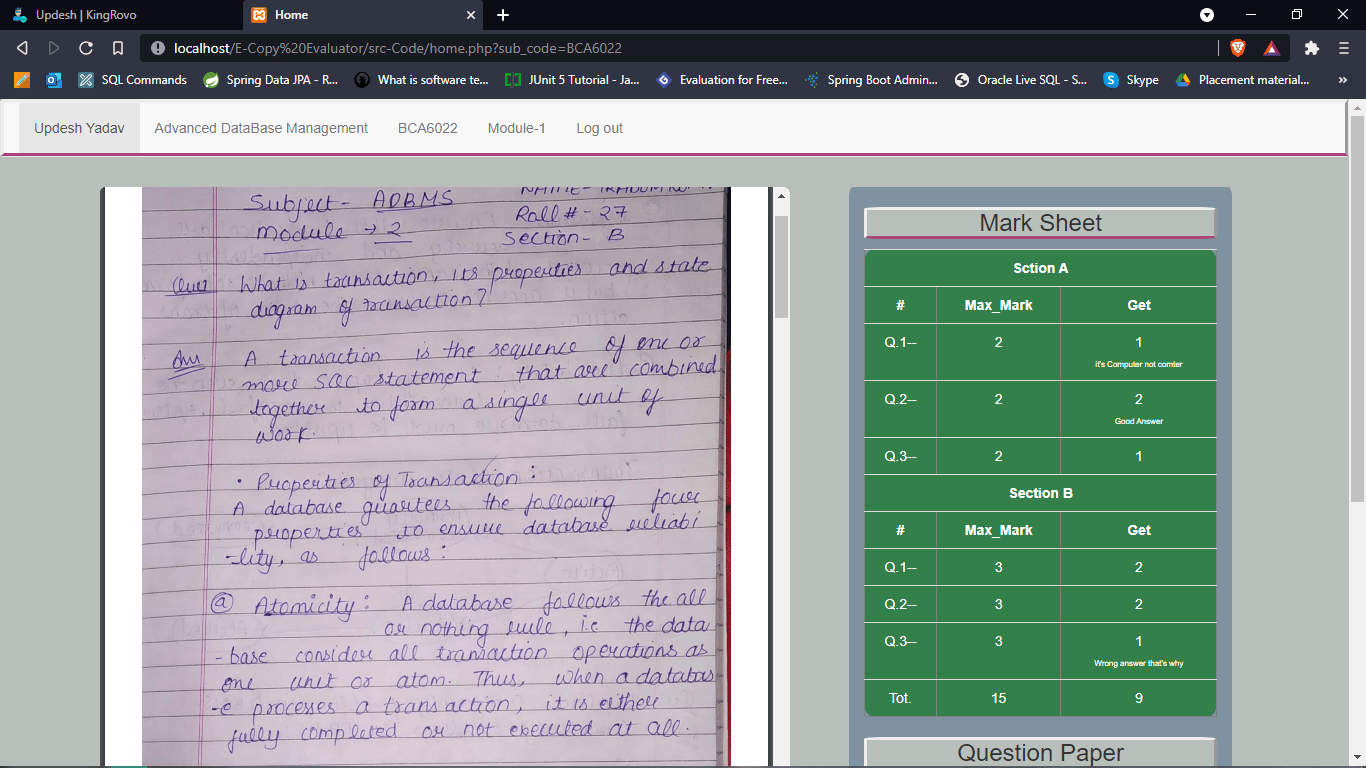 Updesh | KingRovo
Home
localhost/E-Copy%20Evaluator/src-Code/home.php?sub_code=BCA6022
SQL Commands
Spring Data JPA - R...
What is software te...
JUnit 5 Tutorial - Ja...
Evaluation for Free...
Spring Boot Admin...
Oracle Live SQL - S...
Skype
Placement material...
Updesh Yadav
Advanced DataBase Management
BCA6022
Module-1
Log out
Subject - ADBMS
Roll # - 27
Module → 2
Section - B
Que1 What is transaction, its properties and state
diagram of transaction?
Ans A transaction is the sequence of one or
more SQL statement that are combined
together to form a single unit of
work.
• Properties of Transaction :
A database guartees the following four
properties to ensure database reliabi
-lity, as follows :
ⓐ Atomicity : A database follows the all
or nothing rule, i.e the data
-base consider all transaction operations as
one unit or atom. Thus, when a databas
-e processes a transaction, it is either
fully completed or not executed at all.
Mark Sheet
Sction A
# Max_Mark Get
Q.1-- 2 1
it's Computer not comter
Q.2-- 2 2
Good Answer
Q.3-- 2 1
Section B
# Max_Mark Get
Q.1-- 3 2
Q.2-- 3 2
Q.3-- 3 1
Wrong answer that's why
Tot. 15 9
Question Paper